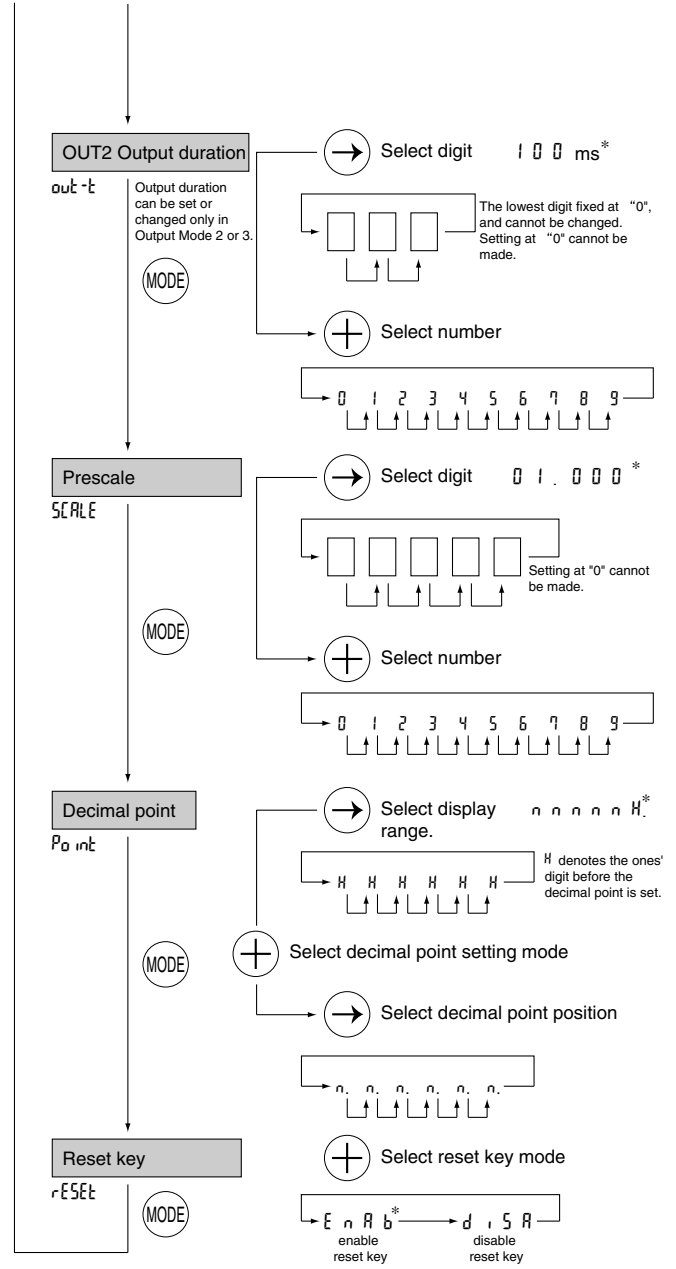 OUT2 Output duration
out-t
Output duration
can be set or
changed only in
Output Mode 2 or 3.
MODE
Select digit
100 ms*
The lowest digit fixed at “0",
and cannot be changed.
Setting at “0" cannot be
made.
Select number
0 1 2 3 4 5 6 7 8 9
Prescale
SCALE
MODE
Select digit
01.000*
Setting at "0" cannot
be made.
Select number
0 1 2 3 4 5 6 7 8 9
Decimal point
Point
MODE
Select display
range.
n n n n n H.*
H H H H H H
H denotes the ones'
digit before the
decimal point is set.
Select decimal point setting mode
Select decimal point position
n. n. n. n. n. n.
Reset key
rESEt
MODE
Select reset key mode
EnAb* diSA
enable
reset key
disable
reset key